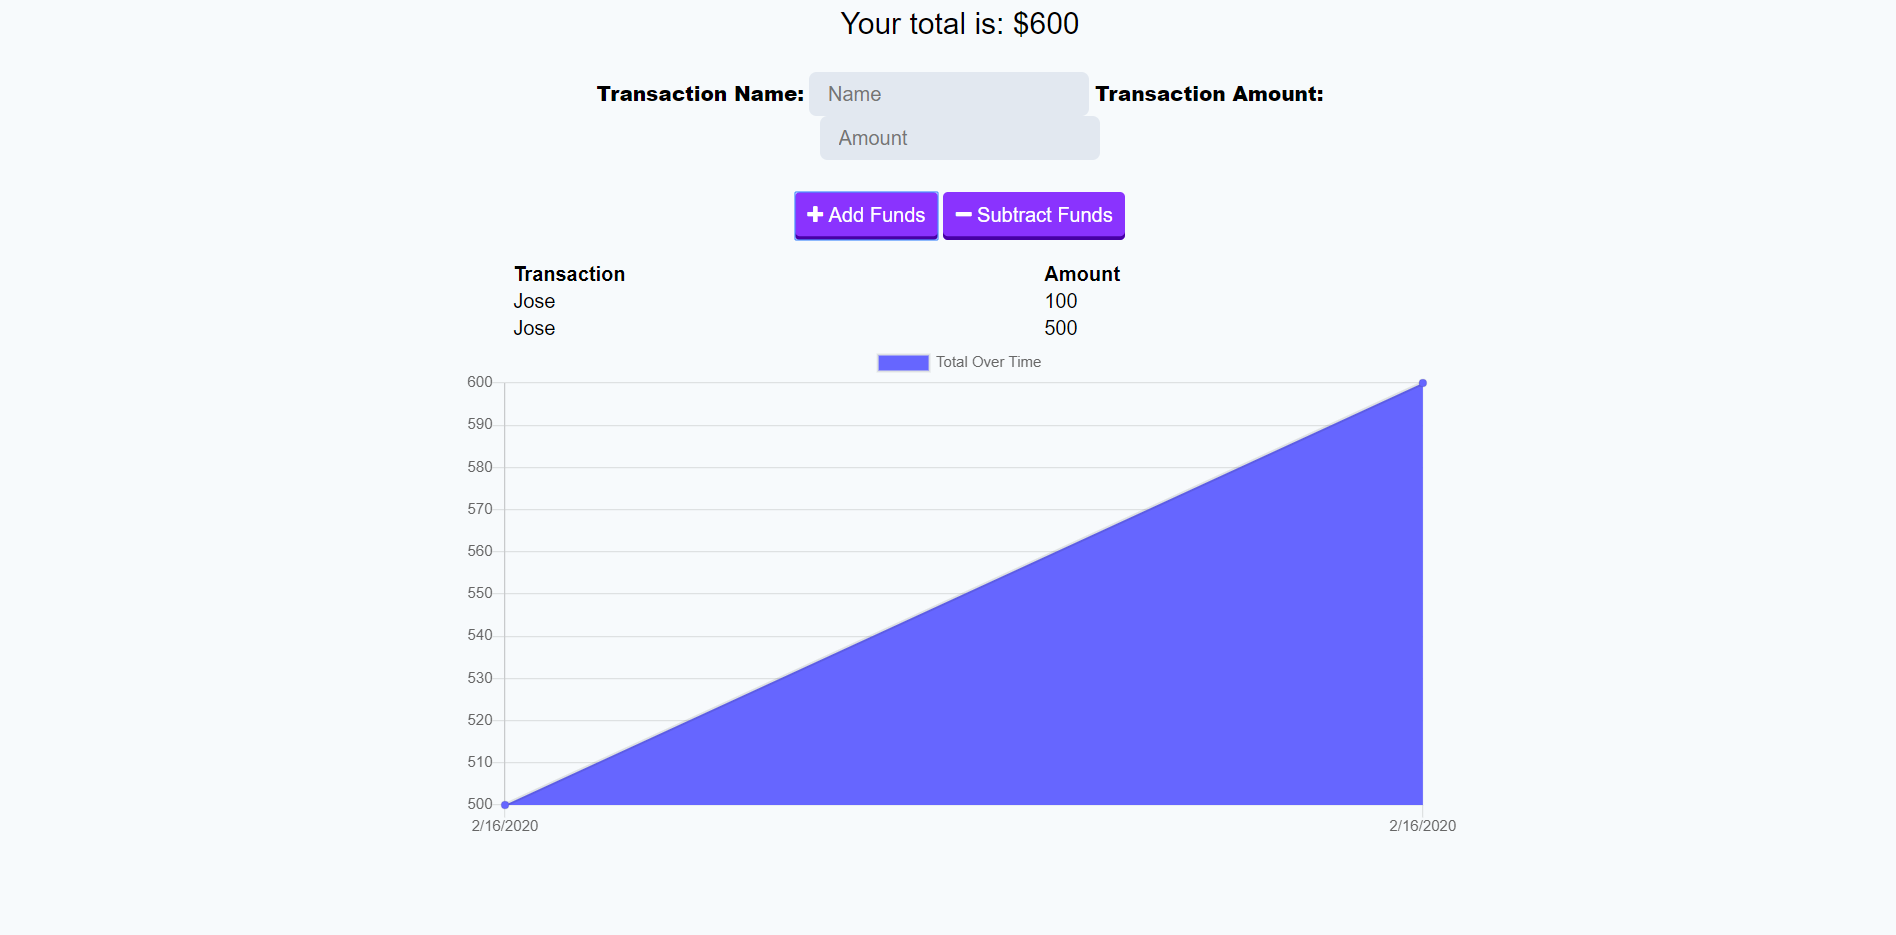 Your total is: $600
Transaction Name: Name Transaction Amount:
Amount
Add Funds Subtract Funds
Transaction Amount
Jose 100
Jose 500
Total Over Time
600
590
580
570
560
550
540
530
520
510
500
2/16/2020 2/16/2020